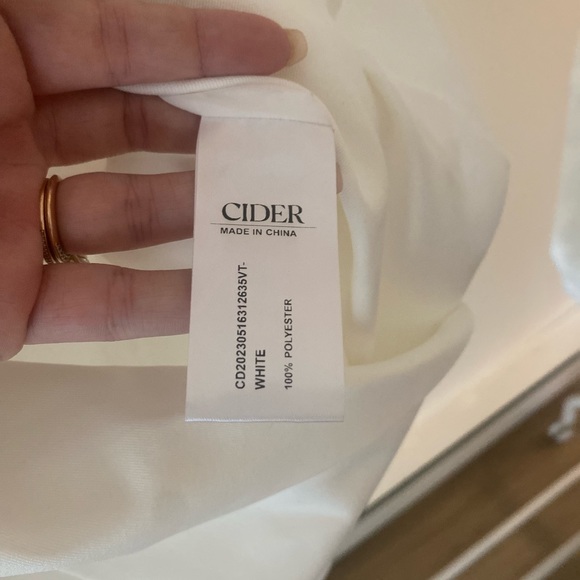 CIDER
MADE IN CHINA
CD20230516312635VT-
WHITE
100% POLYESTER